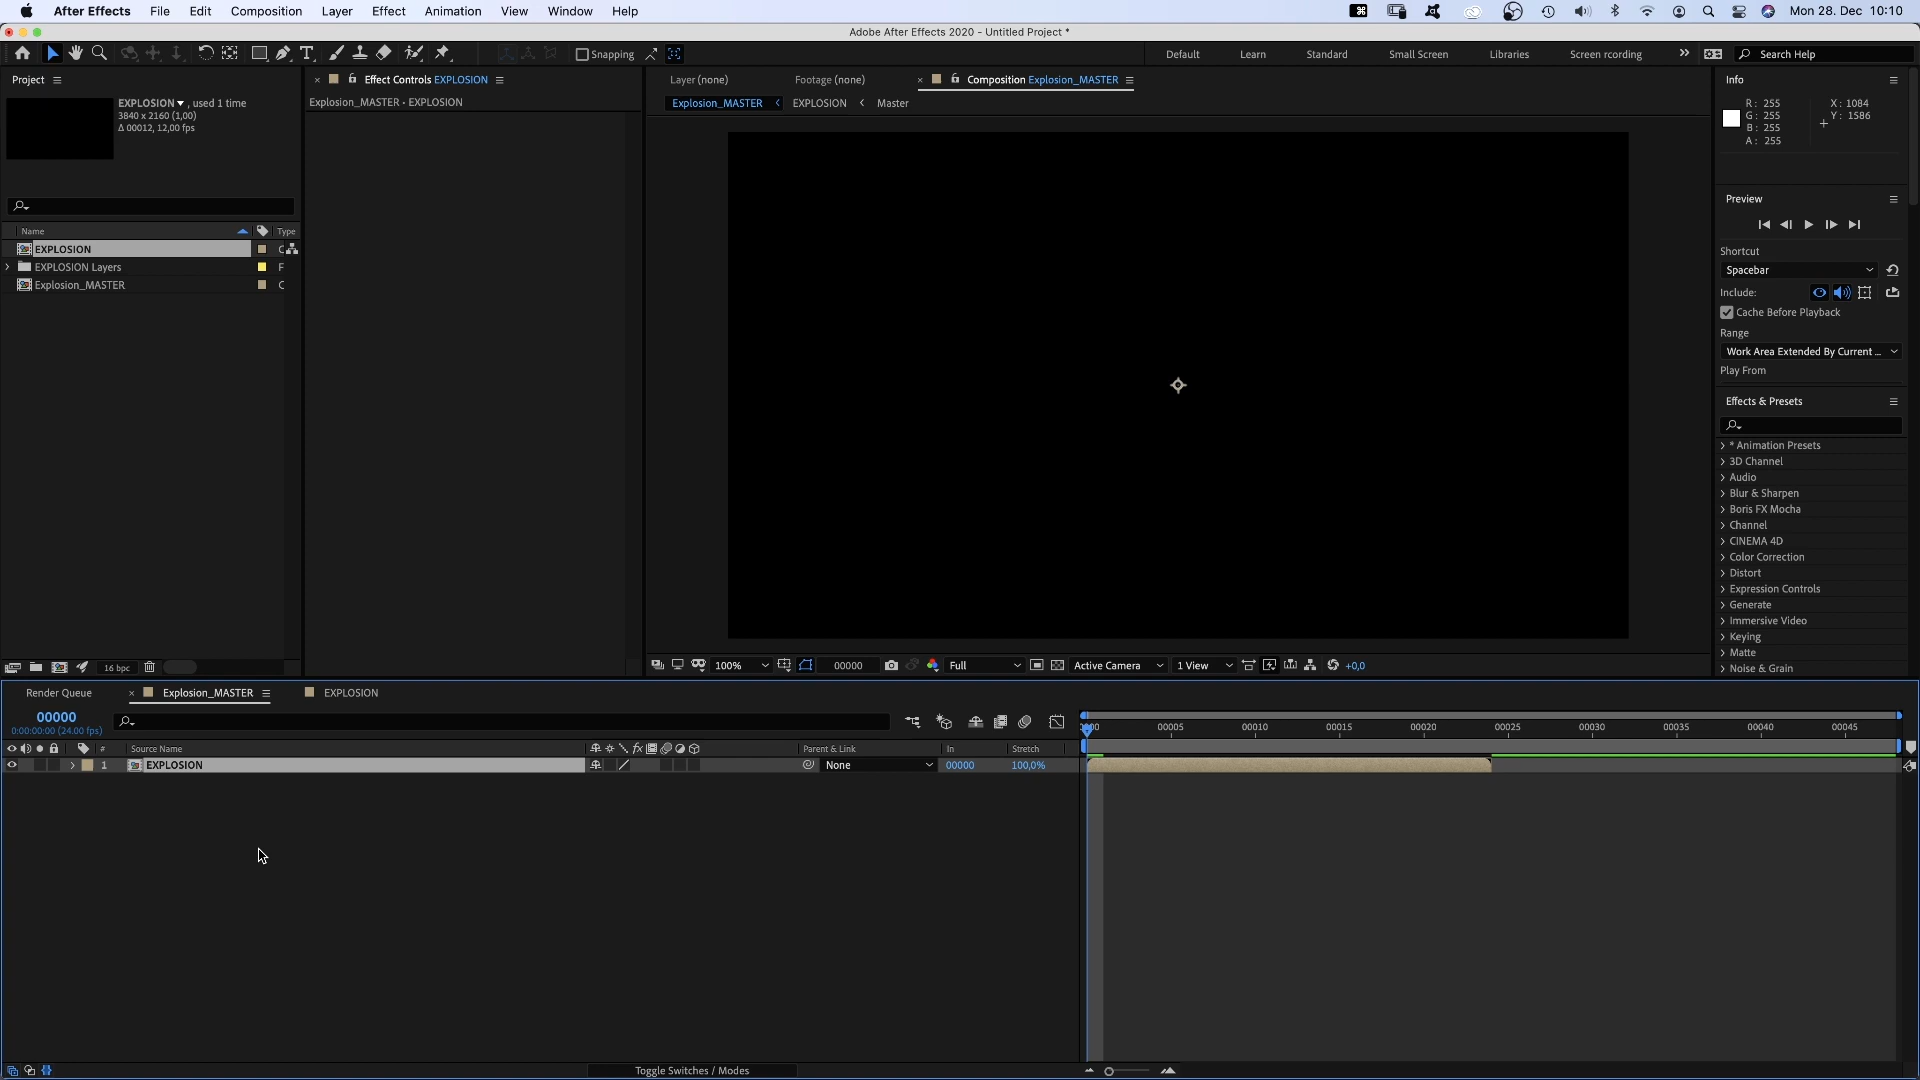 After Effects File Edit Composition Layer Effect Animation View Window Help Mon 28. Dec 10:10
Adobe After Effects 2020 - Untitled Project *
Snapping Default Learn Standard Small Screen Libraries Screen rcording Search Help
Project
EXPLOSION , used 1 time
3840 x 2160 (1,00)
Δ 00012, 12,00 fps
Name Type
EXPLOSION C
EXPLOSION Layers F
Explosion_MASTER C
16 bpc
Effect Controls EXPLOSION
Explosion_MASTER • EXPLOSION
Layer (none) Footage (none) Composition Explosion_MASTER
Explosion_MASTER EXPLOSION Master
100% 00000 Full Active Camera 1 View +0,0
Info
R: 255 X: 1084
G: 255 Y: 1586
B: 255
A: 255
Preview
Shortcut
Spacebar
Include:
Cache Before Playback
Range
Work Area Extended By Current ...
Play From
Effects & Presets
* Animation Presets
3D Channel
Audio
Blur & Sharpen
Boris FX Mocha
Channel
CINEMA 4D
Color Correction
Distort
Expression Controls
Generate
Immersive Video
Keying
Matte
Noise & Grain
Render Queue Explosion_MASTER EXPLOSION
00000
0:00:00:00 (24.00 fps)
00005 00010 00015 00020 00025 00030 00035 00040 00045
# Source Name Parent & Link In Stretch
1 EXPLOSION None 00000 100,0%
Toggle Switches / Modes